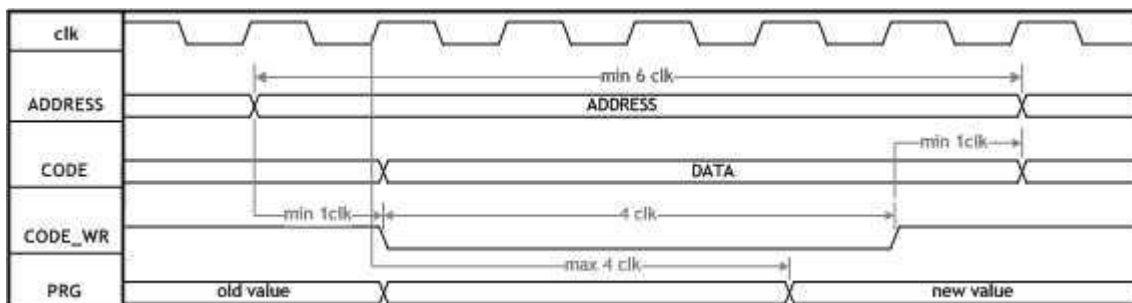 clk
min 6 clk
ADDRESS ADDRESS
min 1clk
CODE DATA
min 1clk 4 clk
CODE_WR
max 4 clk
PRG old value new value